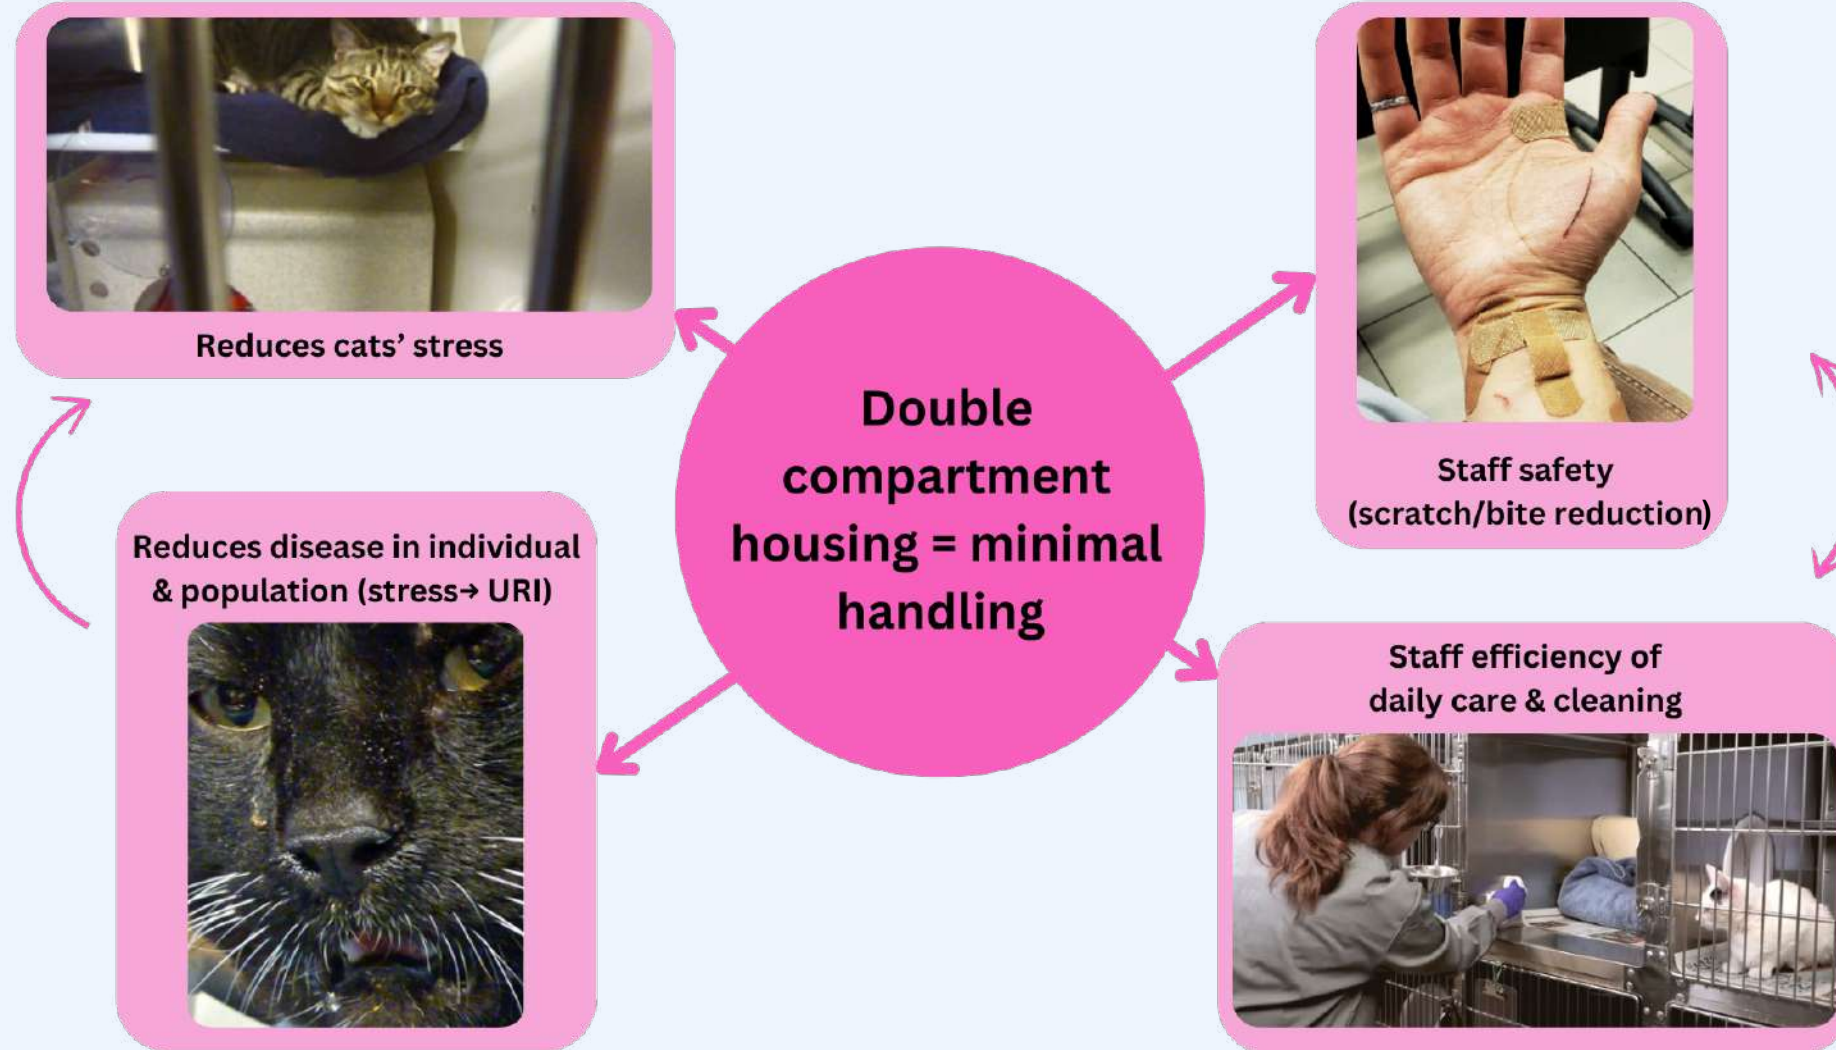 Reduces cats’ stress
Double
compartment
housing = minimal
handling
Staff safety
(scratch/bite reduction)
Reduces disease in individual
& population (stress→ URI)
Staff efficiency of
daily care & cleaning